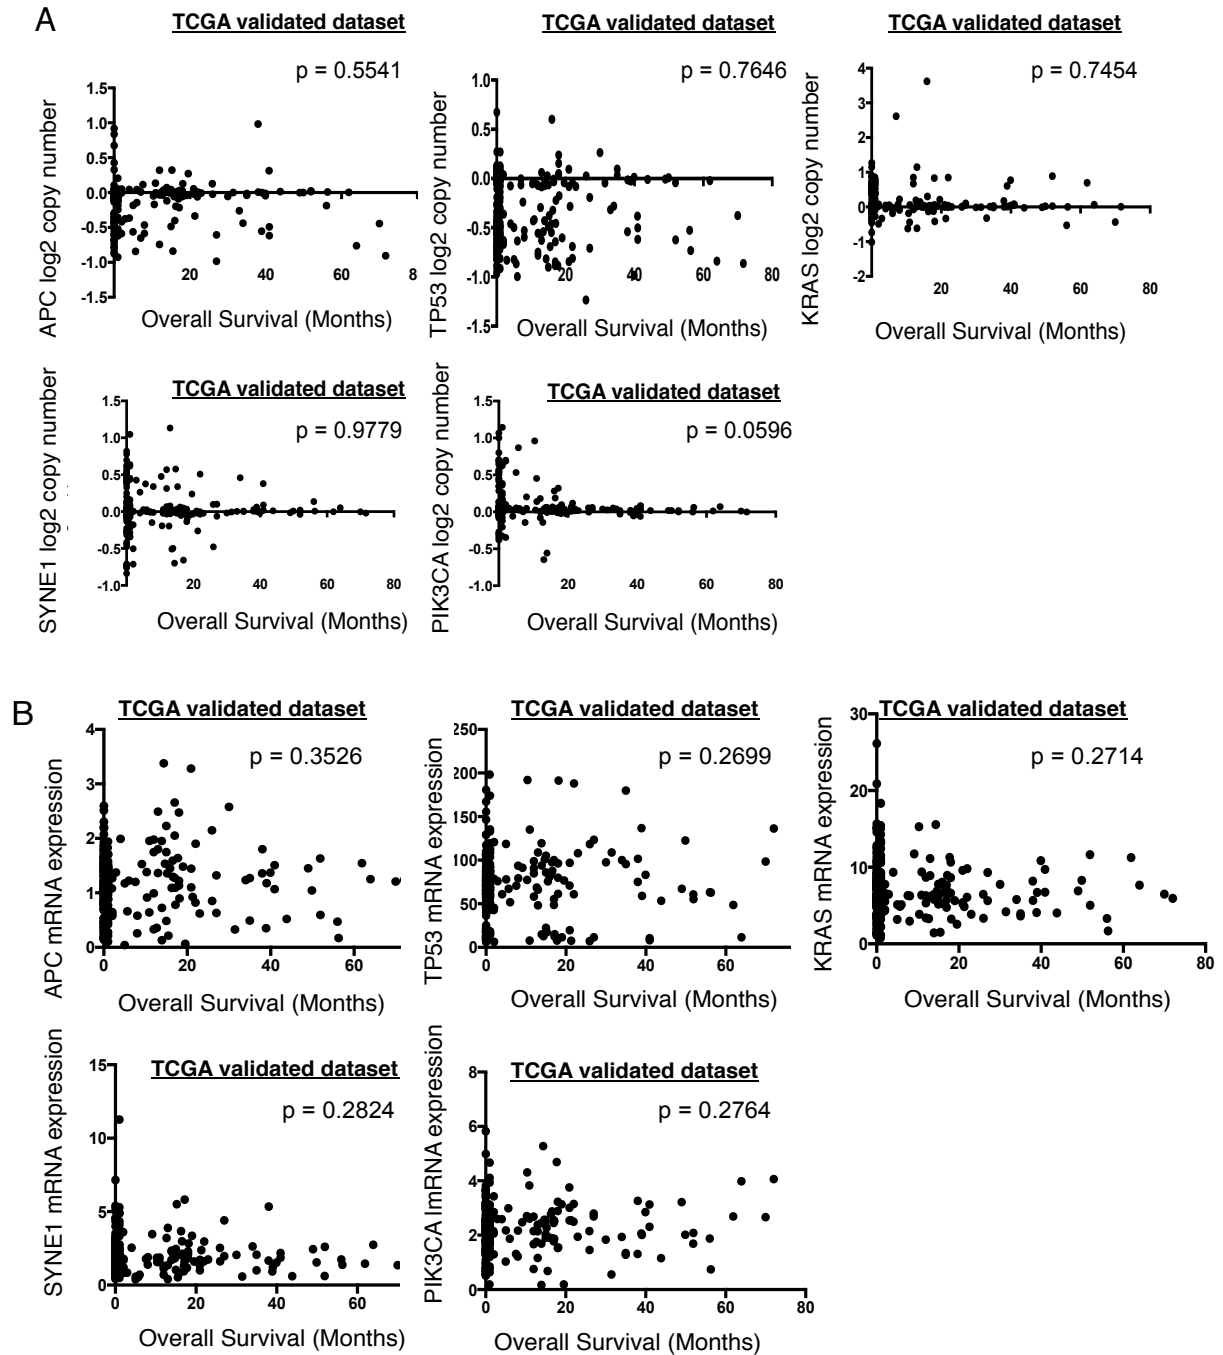 A
TCGA validated dataset
p = 0.5541
APC log2 copy number
1.5
1.0
0.5
0.0
-0.5
-1.0
-1.5
20
40
60
8
Overall Survival (Months)
TCGA validated dataset
p = 0.7646
TP53 log2 copy number
1.0
0.5
0.0
-0.5
-1.0
-1.5
20
40
60
80
Overall Survival (Months)
TCGA validated dataset
p = 0.7454
KRAS log2 copy number
4
3
2
1
0
-1
-2
20
40
60
80
Overall Survival (Months)
TCGA validated dataset
p = 0.9779
SYNE1 log2 copy number
1.5
1.0
0.5
0.0
-0.5
-1.0
20
40
60
80
Overall Survival (Months)
TCGA validated dataset
p = 0.0596
PIK3CA log2 copy number
1.5
1.0
0.5
0.0
-0.5
-1.0
20
40
60
80
Overall Survival (Months)
B
TCGA validated dataset
p = 0.3526
APC mRNA expression
4
3
2
1
0
0
20
40
60
Overall Survival (Months)
TCGA validated dataset
p = 0.2699
TP53 mRNA expression
250
200
150
100
50
0
0
20
40
60
Overall Survival (Months)
TCGA validated dataset
p = 0.2714
KRAS mRNA expression
30
20
10
0
0
20
40
60
80
Overall Survival (Months)
TCGA validated dataset
p = 0.2824
SYNE1 mRNA expression
15
10
5
0
0
20
40
60
Overall Survival (Months)
TCGA validated dataset
p = 0.2764
PIK3CA lmRNA expression
8
6
4
2
0
0
20
40
60
80
Overall Survival (Months)